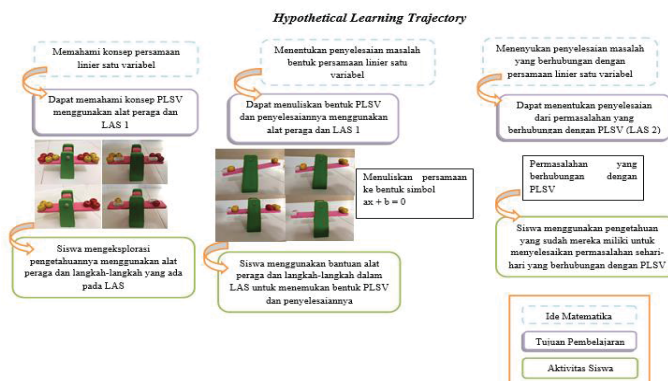 Hypothetical Learning Trajectory
Memahami konsep persamaan
linier satu variabel
Dapat memahami konsep PLSV
menggunakan alat peraga dan
LAS 1
Siswa mengeksplorasi
pengetahuannya menggunakan alat
peraga dan langkah-langkah yang ada
pada LAS
Menentukan penyelesaian masalah
bentuk persamaan linier satu
variabel
Dapat menuliskan bentuk PLSV
dan penyelesaiannya menggunakan
alat peraga dan LAS 1
Menuliskan persamaan
ke bentuk simbol
ax + b = 0
Siswa menggunakan bantuan alat
peraga dan langkah-langkah dalam
LAS untuk menemukan bentuk PLSV
dan penyelesaiannya
Menenyukan penyelesaian masalah
yang berhubungan dengan
persamaan linier satu variabel
Dapat menentukan penyelesaian
dari permasalahan yang
berhubungan dengan PLSV (LAS 2)
Permasalahan yang
berhubungan dengan
PLSV
Siswa menggunakan pengetahuan
yang sudah mereka miliki untuk
menyelesaikan permasalahan sehari-
hari yang berhubungan dengan PLSV
Ide Matematika
Tujuan Pembelajaran
Aktivitas Siswa